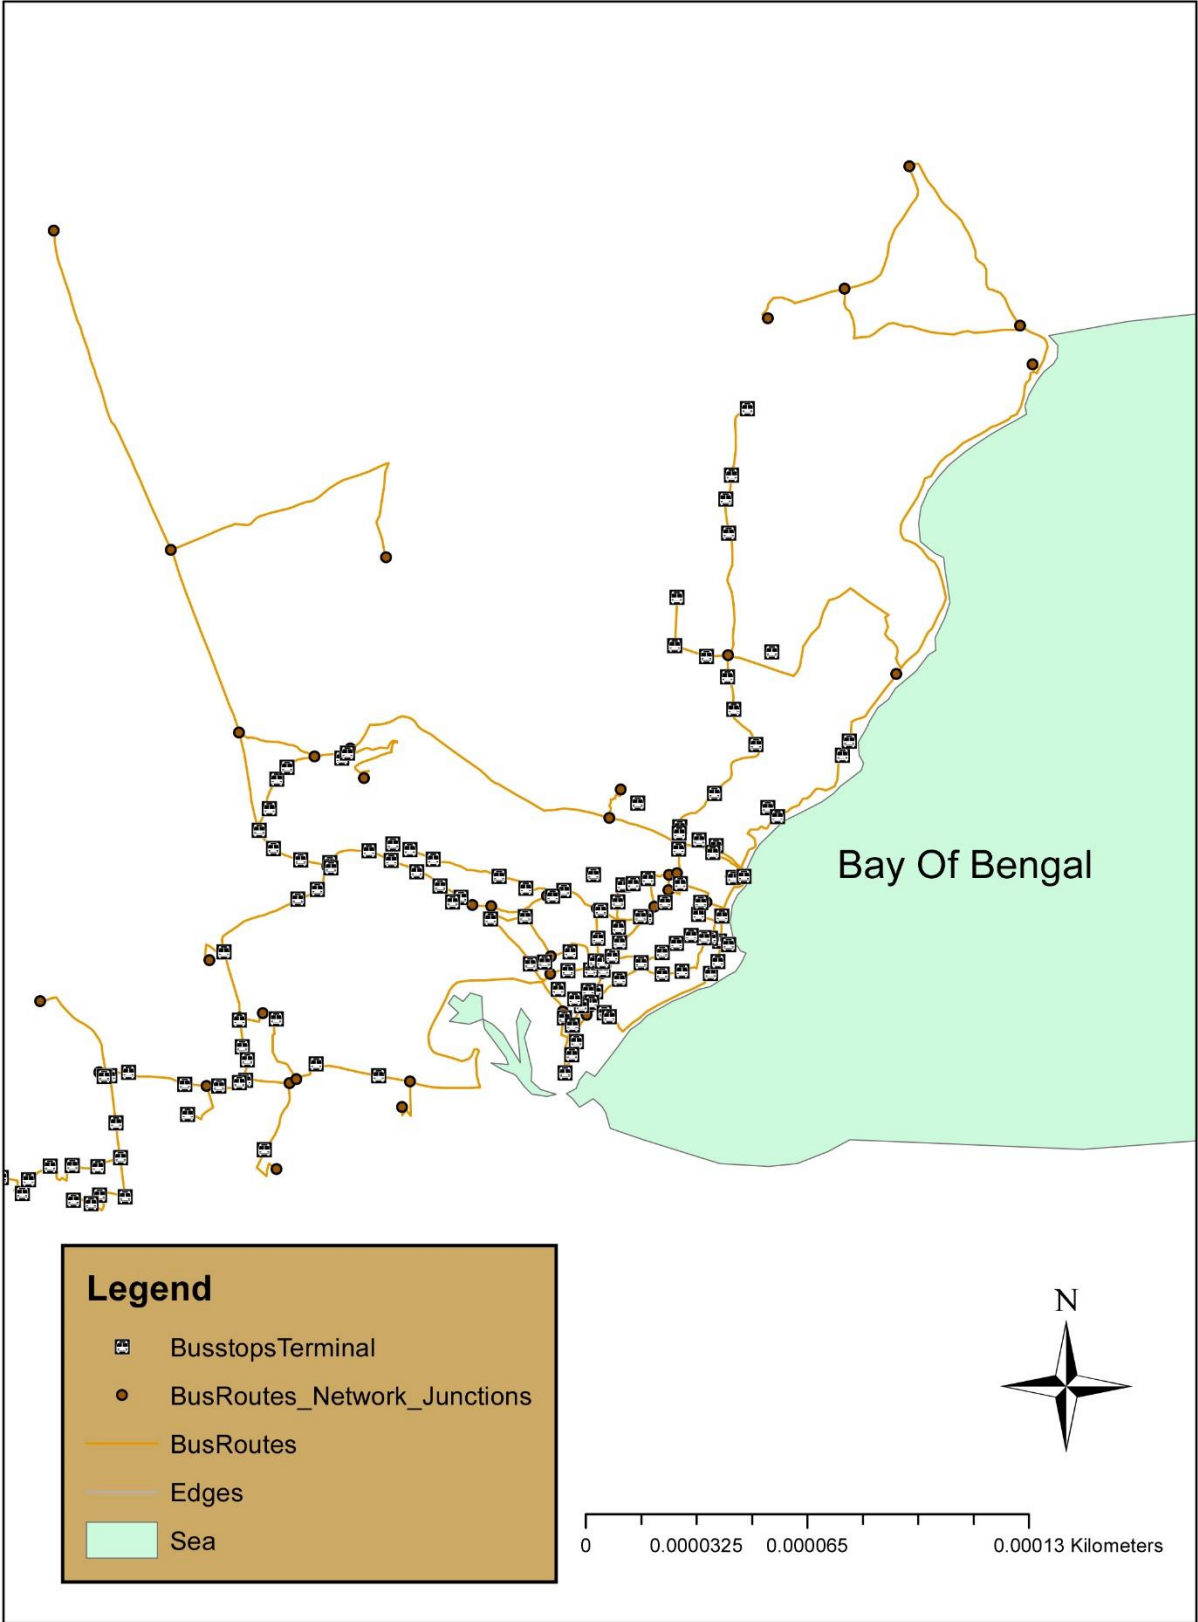 Bay Of Bengal
Legend
BusstopsTerminal
BusRoutes_Network_Junctions
BusRoutes
Edges
Sea
N
0 0.0000325 0.000065 0.00013 Kilometers